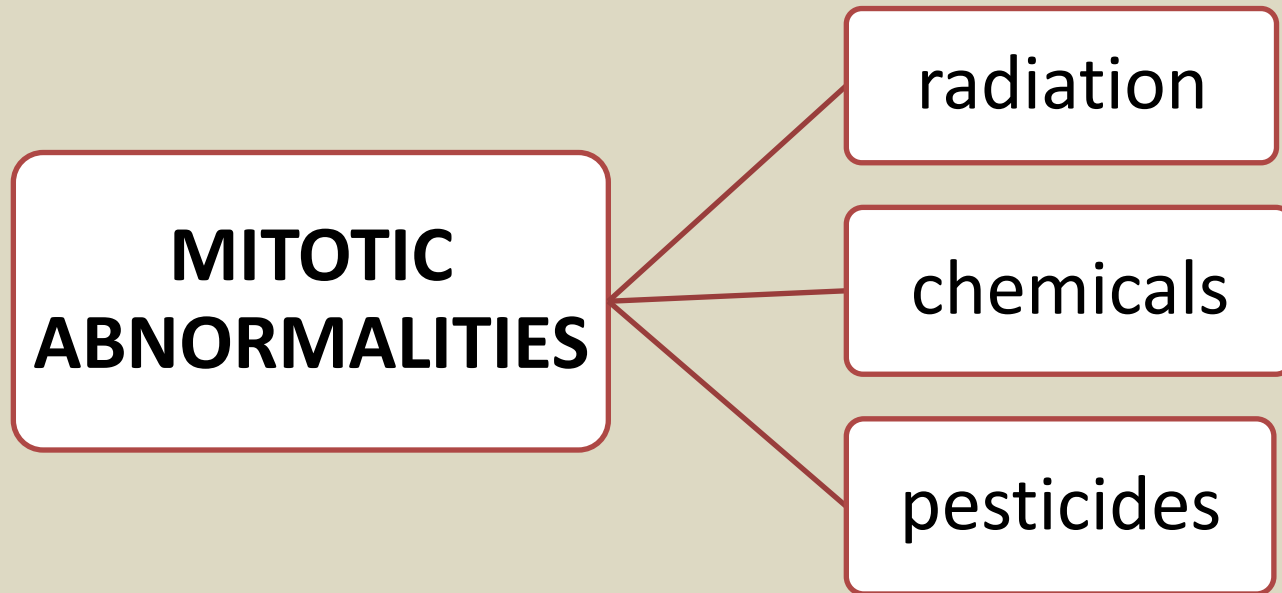 MITOTIC
ABNORMALITIES
radiation
chemicals
pesticides